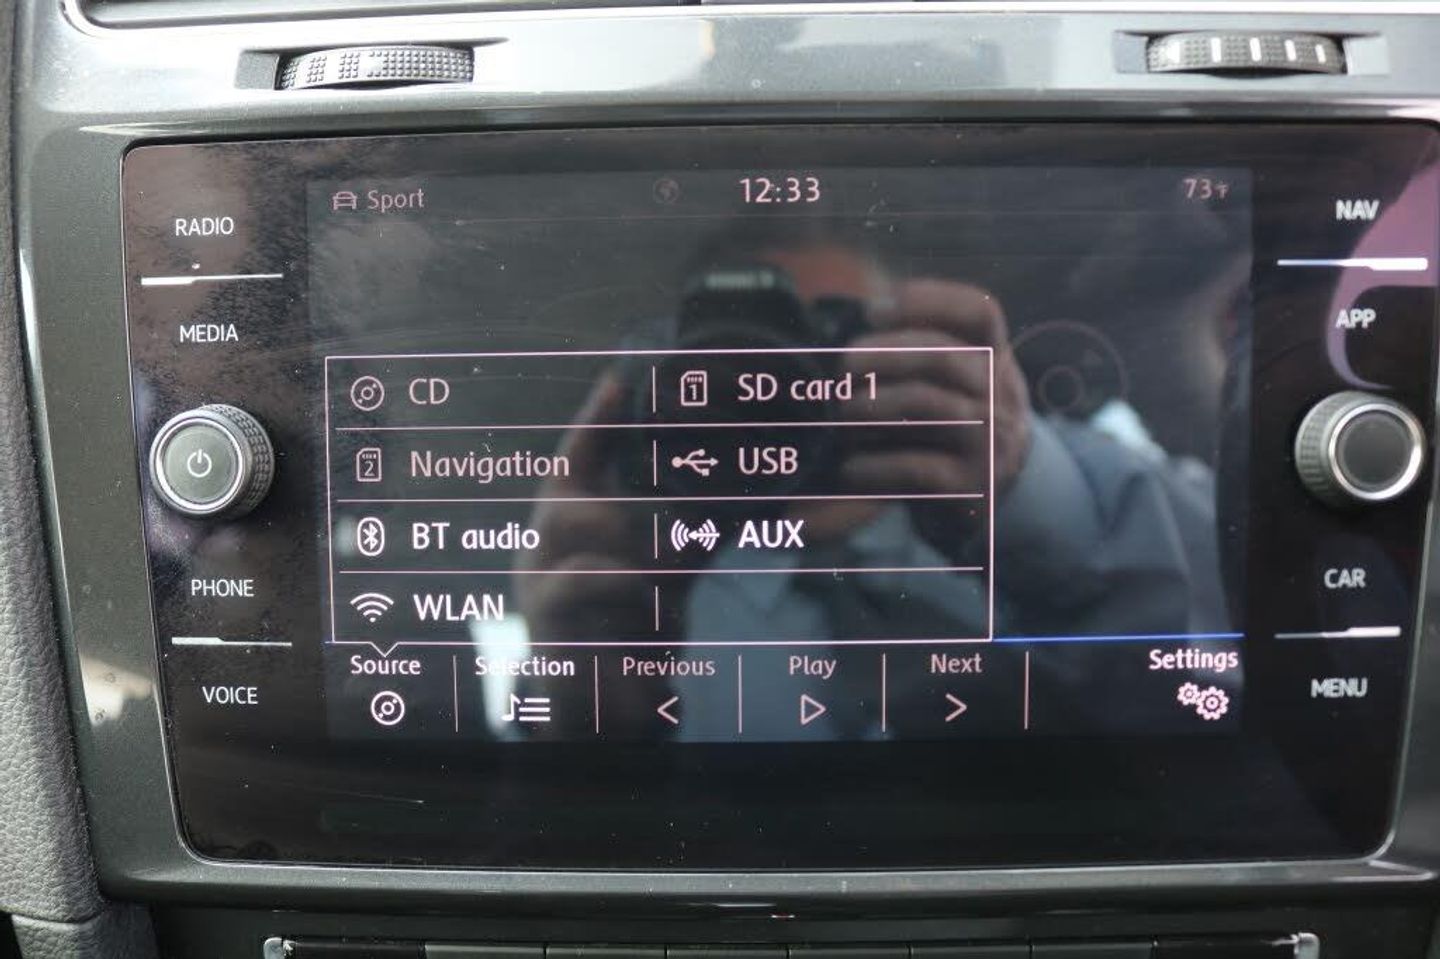 Sport 12:33 73°F
RADIO
MEDIA
PHONE
VOICE
CD
SD card 1
Navigation
USB
BT audio
AUX
WLAN
Source Selection Previous Play Next Settings
NAV
APP
CAR
MENU